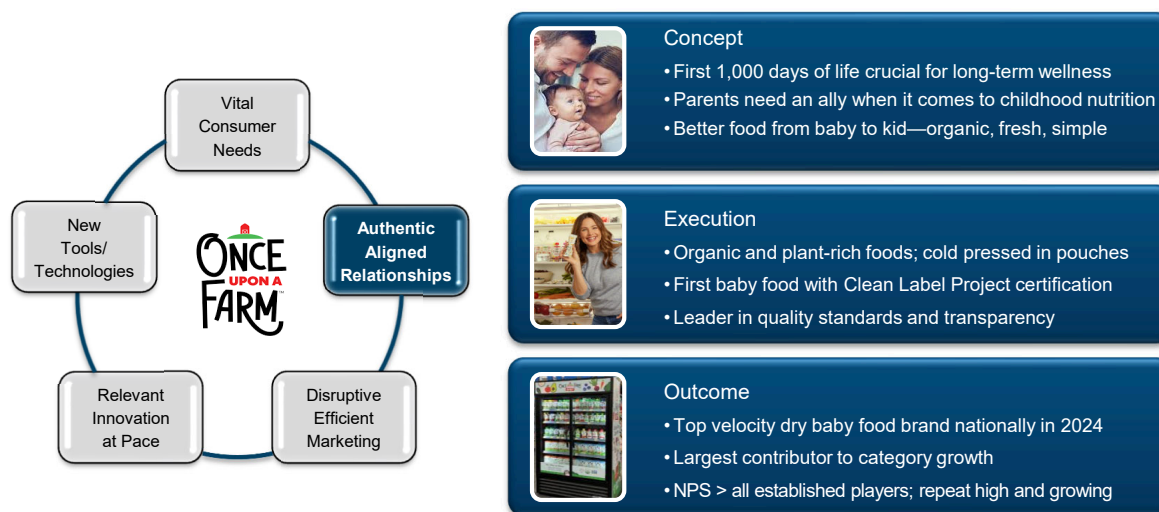 Vital
Consumer
Needs
New
Tools/
Technologies
ONCE
UPON A
FARM™
Authentic
Aligned
Relationships
Relevant
Innovation
at Pace
Disruptive
Efficient
Marketing
Concept
•First 1,000 days of life crucial for long-term wellness
•Parents need an ally when it comes to childhood nutrition
•Better food from baby to kid—organic, fresh, simple
Execution
•Organic and plant-rich foods; cold pressed in pouches
•First baby food with Clean Label Project certification
•Leader in quality standards and transparency
Outcome
•Top velocity dry baby food brand nationally in 2024
•Largest contributor to category growth
•NPS > all established players; repeat high and growing